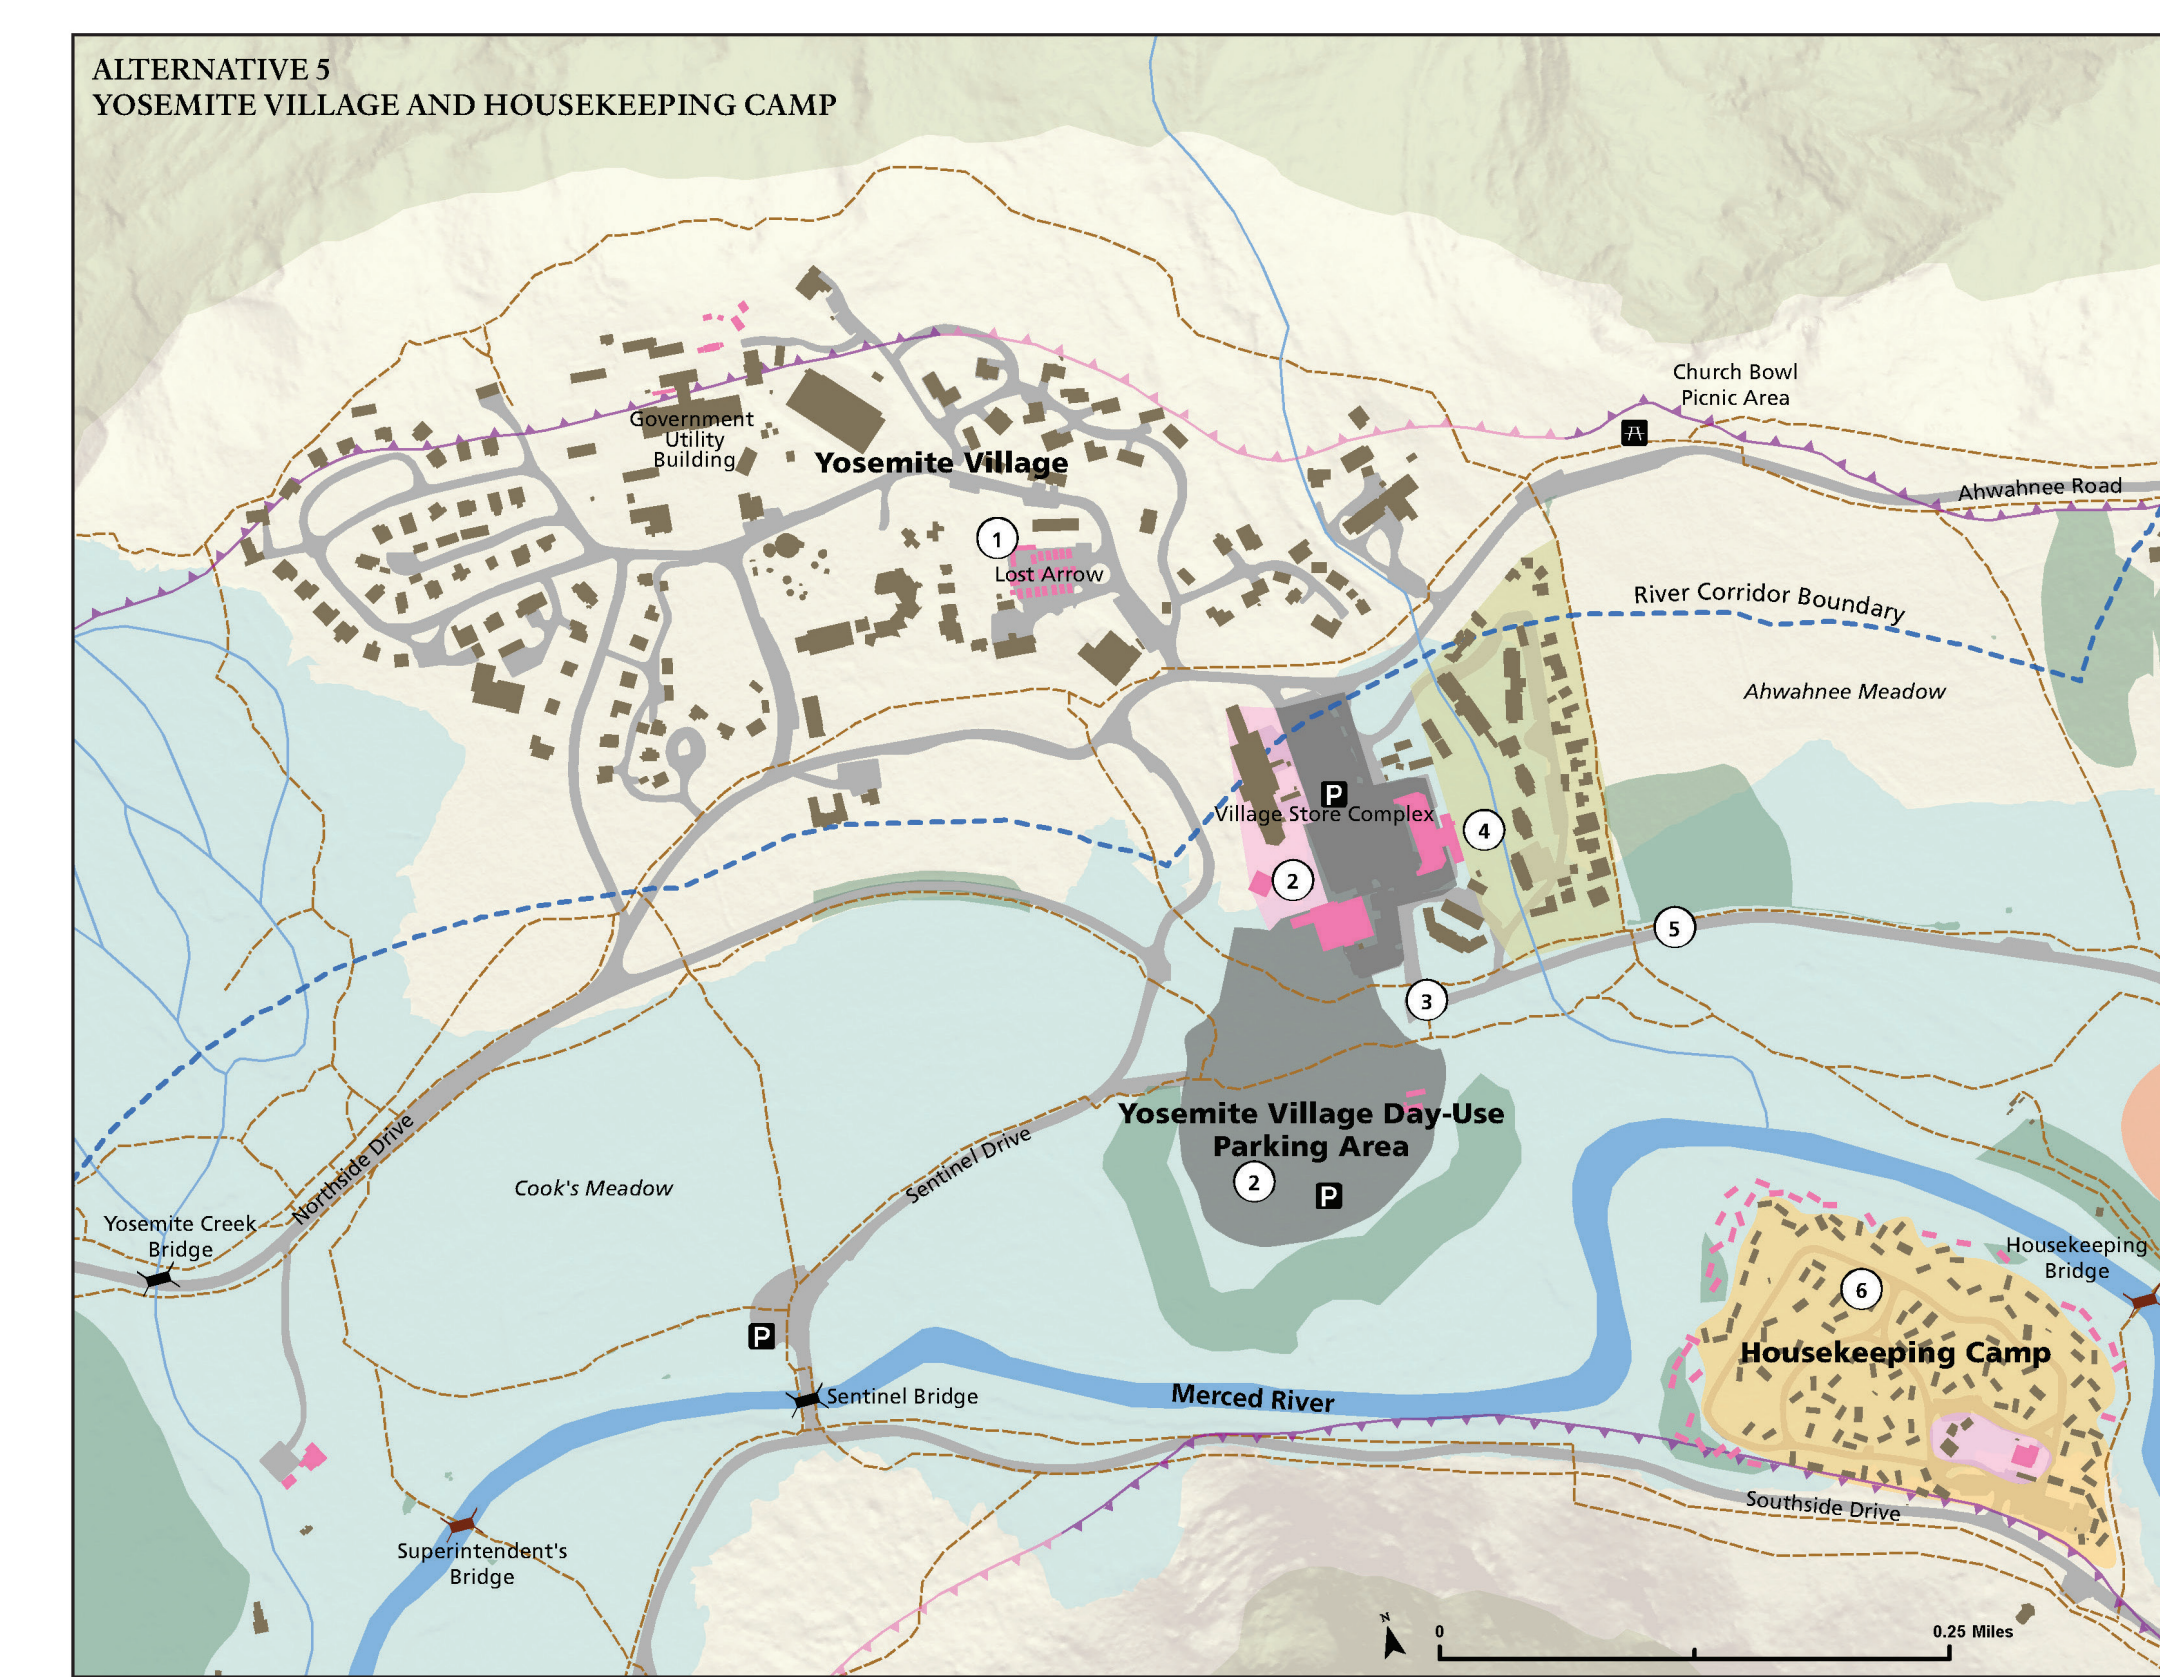 ALTERNATIVE 5
YOSEMITE VILLAGE AND HOUSEKEEPING CAMP
Church Bowl
Picnic Area
Government
Utility
Building
Yosemite Village
Ahwahnee Road
1
Lost Arrow
River Corridor Boundary
Ahwahnee Meadow
P
Village Store Complex
4
2
5
3
Yosemite Village Day-Use
Parking Area
2
P
Northside Drive
Sentinel Drive
Cook's Meadow
Yosemite Creek
Bridge
Housekeeping
Bridge
6
P
Housekeeping Camp
Sentinel Bridge
Merced River
Southside Drive
Superintendent's
Bridge
N
0
0.25 Miles